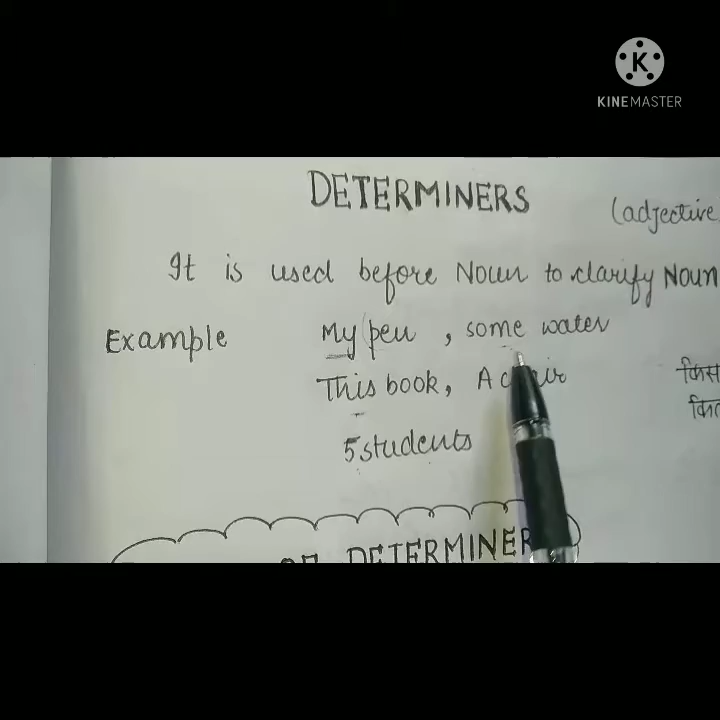 KINEMASTER
DETERMINERS
(adjective
It is used before Noun to clarify Noun
Example My pen , some water
This book, A
5 students
DETERMINER